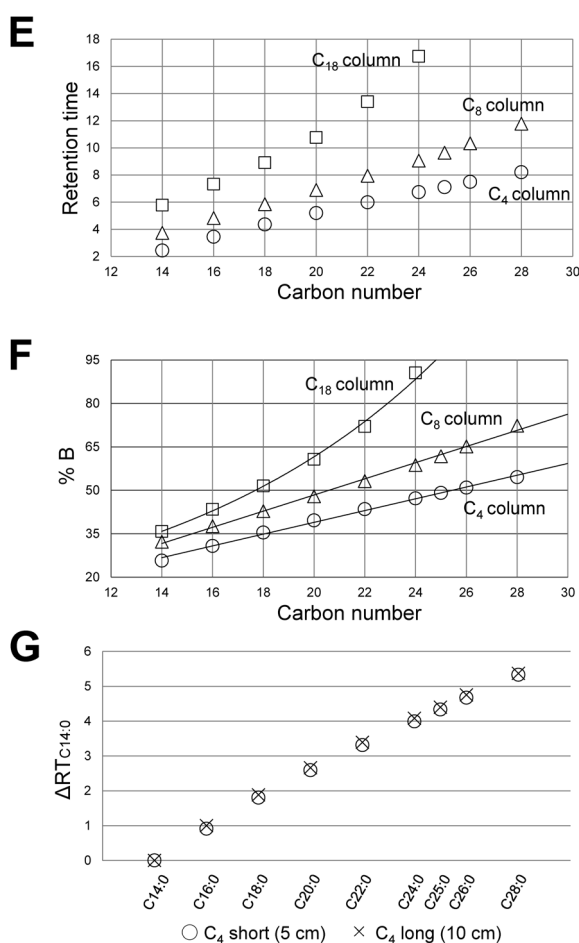 E
18
16
14
12
10
8
6
4
2
Retention time
C18 column
C8 column
C4 column
12 14 16 18 20 22 24 26 28 30
Carbon number
F
95
80
65
50
35
20
% B
C18 column
C8 column
C4 column
12 14 16 18 20 22 24 26 28 30
Carbon number
G
6
5
4
3
2
1
0
ΔRTC14:0
C14:0 C16:0 C18:0 C20:0 C22:0 C24:0 C25:0 C26:0 C28:0
C4 short (5 cm) C4 long (10 cm)